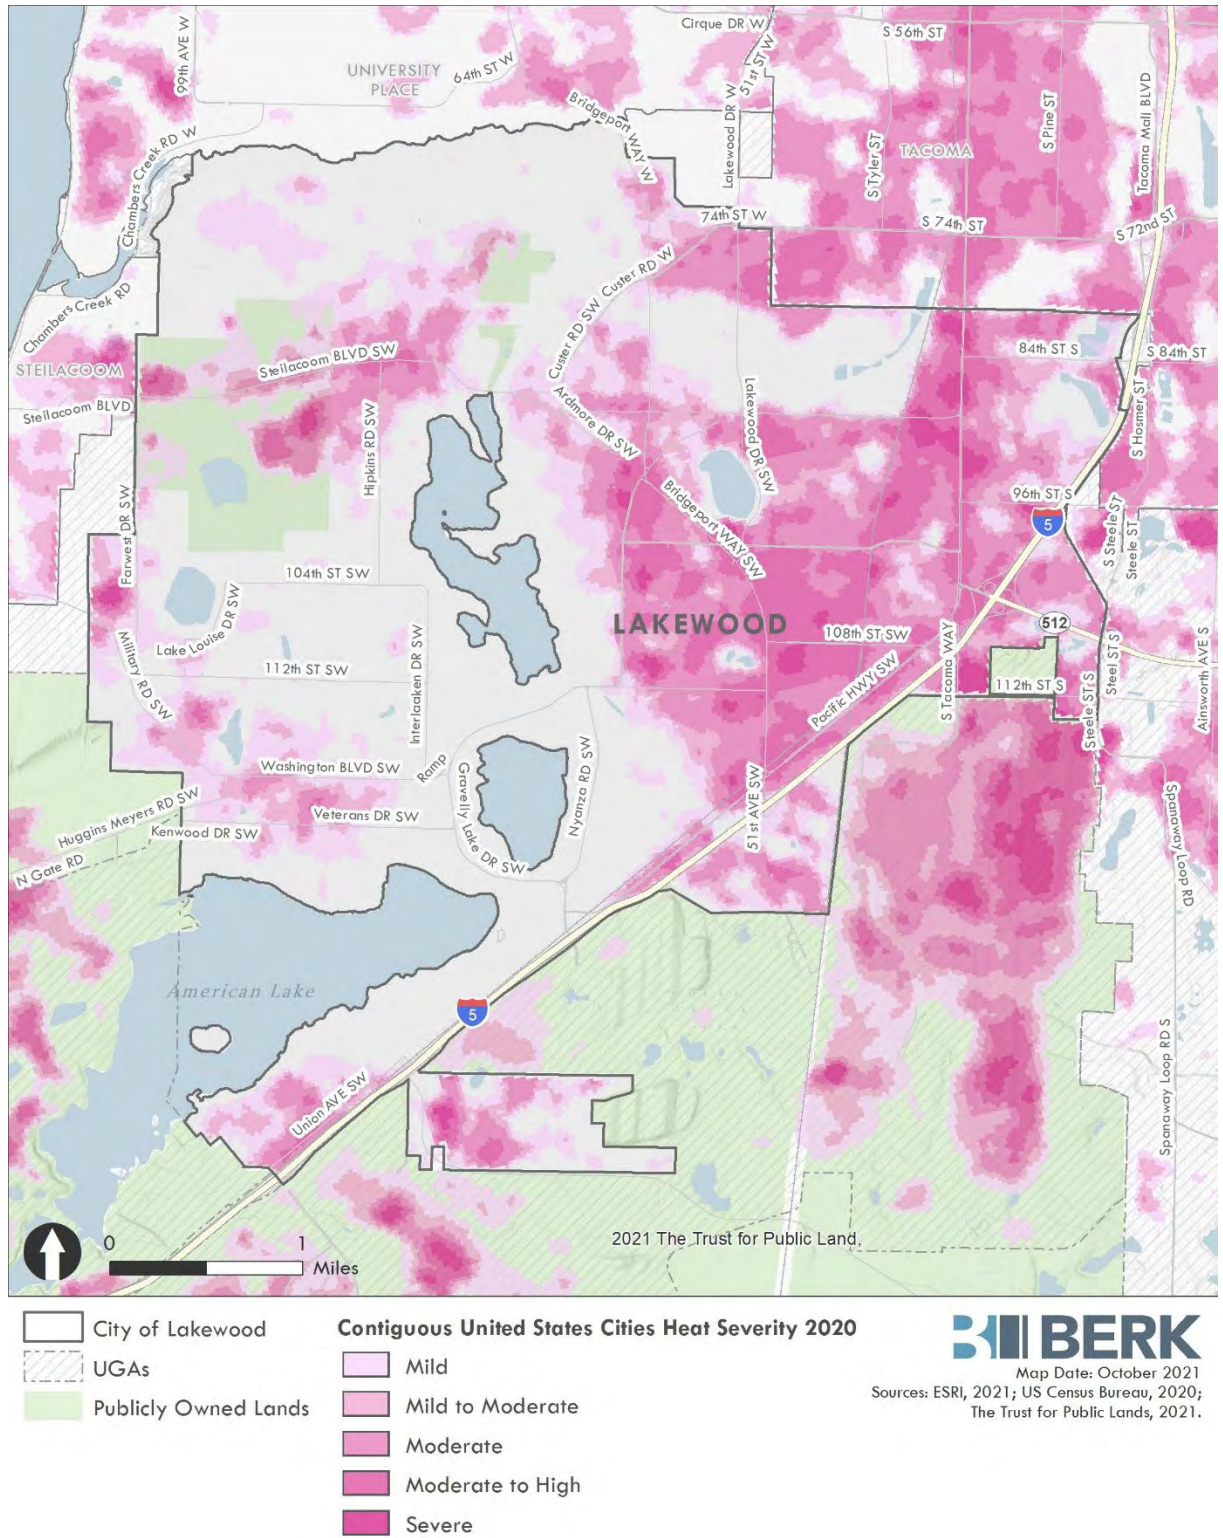 Cirque DR W
S 56th ST
99th AVE W
UNIVERSITY
PLACE
64th ST W
51st ST W
Tacoma Mall BLVD
Bridgeport WAY W
Lakewood DR W
S Tyler ST
TACOMA
S Pine ST
Chambers Creek RD W
74th ST W
S 74th ST
S 72nd ST
Custer RD W
Chambers Creek RD
Custer RD SW
Steilacoom BLVD SW
84th ST S
S 84th ST
STEILACOOM
Steilacoom BLVD
Ardmore DR SW
Lakewood DR SW
S Hosmer ST
Hipkins RD SW
Bridgeport WAY SW
96th ST S
5
S Steele ST
Steele ST
Farwest DR SW
104th ST SW
Lake Louise DR SW
LAKEWOOD
108th ST SW
512
Military RD SW
112th ST SW
Interlaaken DR SW
Pacific HWY SW
S Tacoma WAY
112th ST S
Steel ST S
Steele ST S
Ainsworth AVE S
Washington BLVD SW
Ramp
Gravelly Lake DR SW
Nyanza RD SW
51st AVE SW
Huggins Meyers RD SW
Veterans DR SW
Kenwood DR SW
N Gate RD
Spanaway Loop RD
American Lake
5
Union AVE SW
Spanaway Loop RD S
0 1
Miles
2021 The Trust for Public Land,
City of Lakewood
UGAs
Publicly Owned Lands
Contiguous United States Cities Heat Severity 2020
Mild
Mild to Moderate
Moderate
Moderate to High
Severe
BERK
Map Date: October 2021
Sources: ESRI, 2021; US Census Bureau, 2020;
The Trust for Public Lands, 2021.